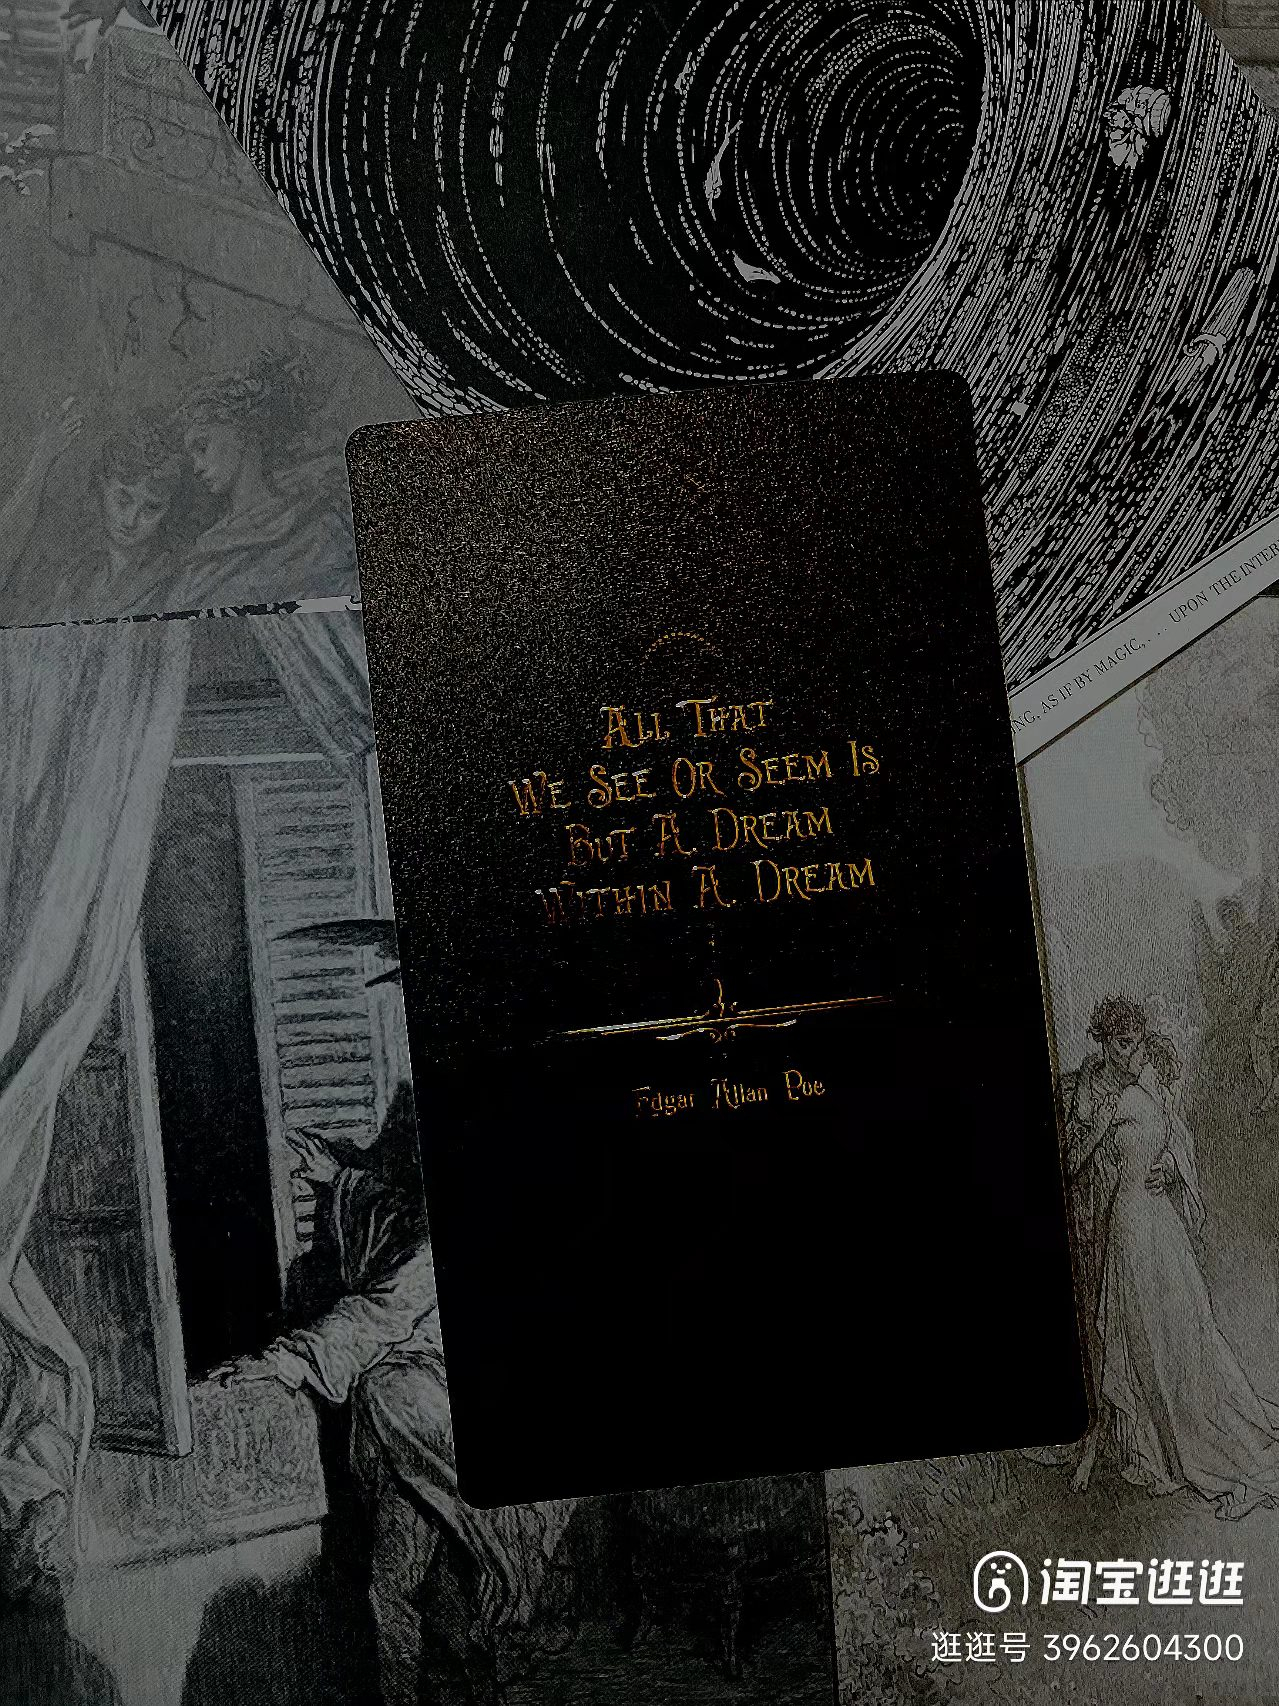 NG, AS IF BY MAGIC, . . . UPON THE INTER
ALL THAT
WE SEE OR SEEM IS
BUT A DREAM
WITHIN A DREAM
Edgar Allan Poe
淘宝逛逛
逛逛号 3962604300